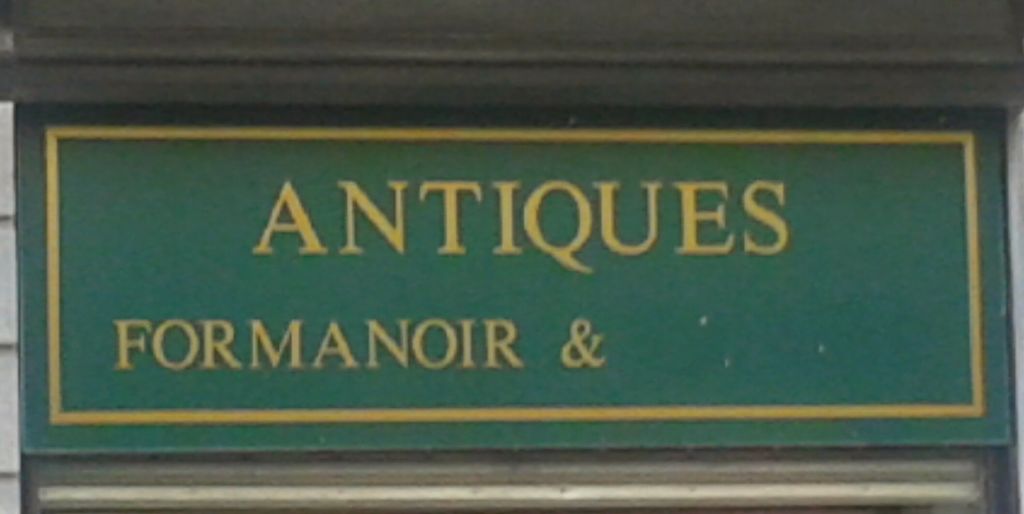 ANTIQUES
FORMANOIR &